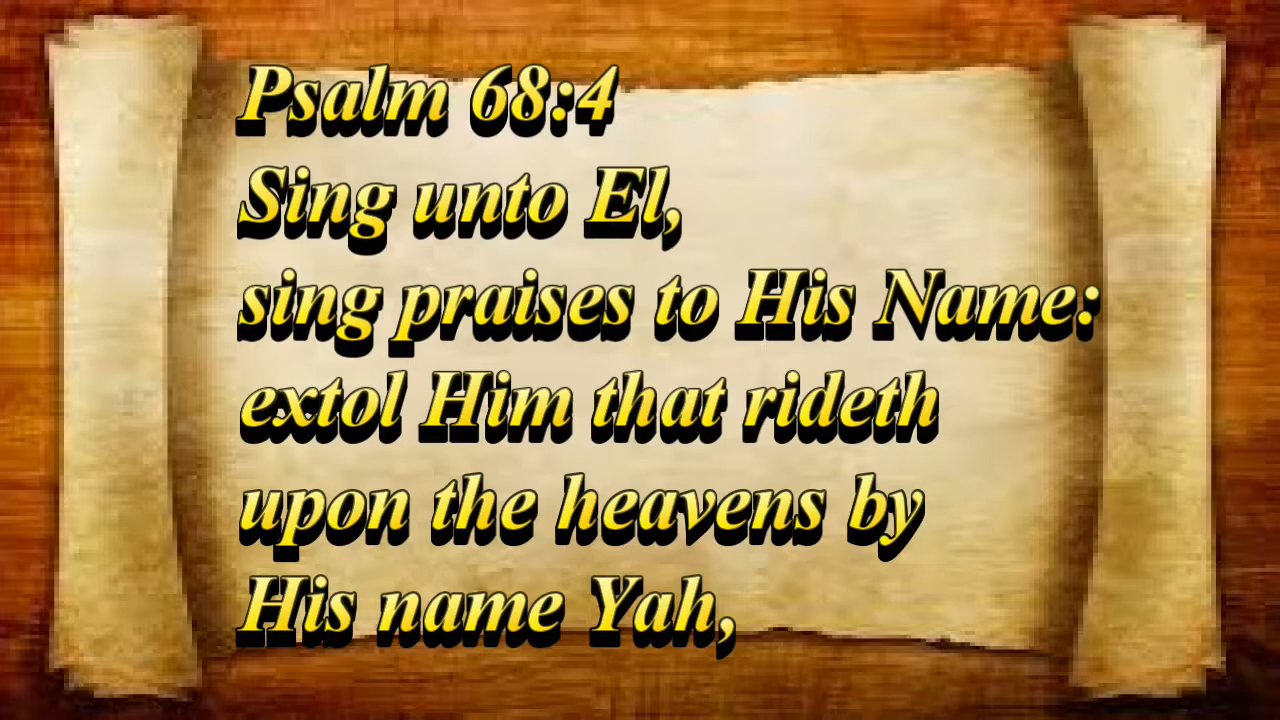 Psalm 68:4
Sing unto El,
sing praises to His Name:
extol Him that rideth
upon the heavens by
His name Yah,